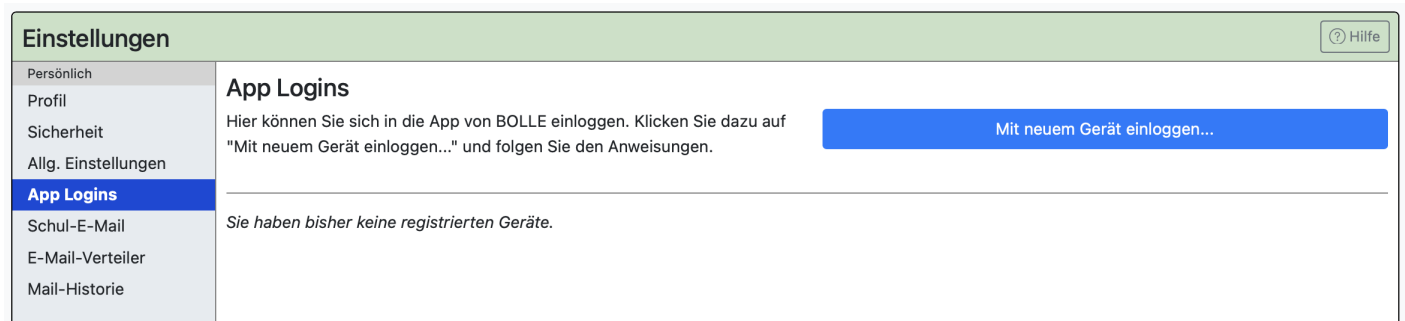 Einstellungen
Hilfe
Persönlich
Profil
Sicherheit
Allg. Einstellungen
App Logins
Schul-E-Mail
E-Mail-Verteiler
Mail-Historie
App Logins
Hier können Sie sich in die App von BOLLE einloggen. Klicken Sie dazu auf
"Mit neuem Gerät einloggen..." und folgen Sie den Anweisungen.
Mit neuem Gerät einloggen...
Sie haben bisher keine registrierten Geräte.